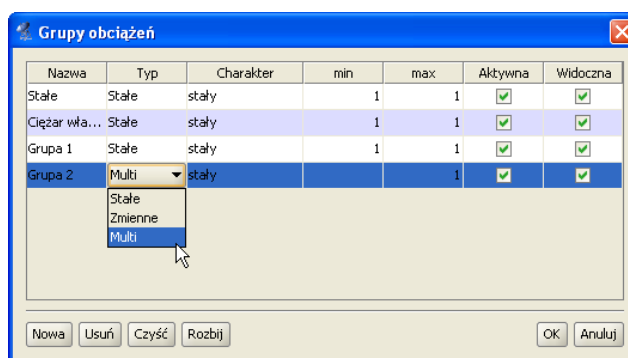 Grupy obciążeń
Nazwa Typ Charakter min max Aktywna Widoczna
Stałe Stałe stały 1 1
Ciężar wła... Stałe stały 1 1
Grupa 1 Stałe stały 1 1
Grupa 2 Multi stały 1
Stałe
Zmienne
Multi
Nowa Usuń Czyść Rozbij OK Anuluj